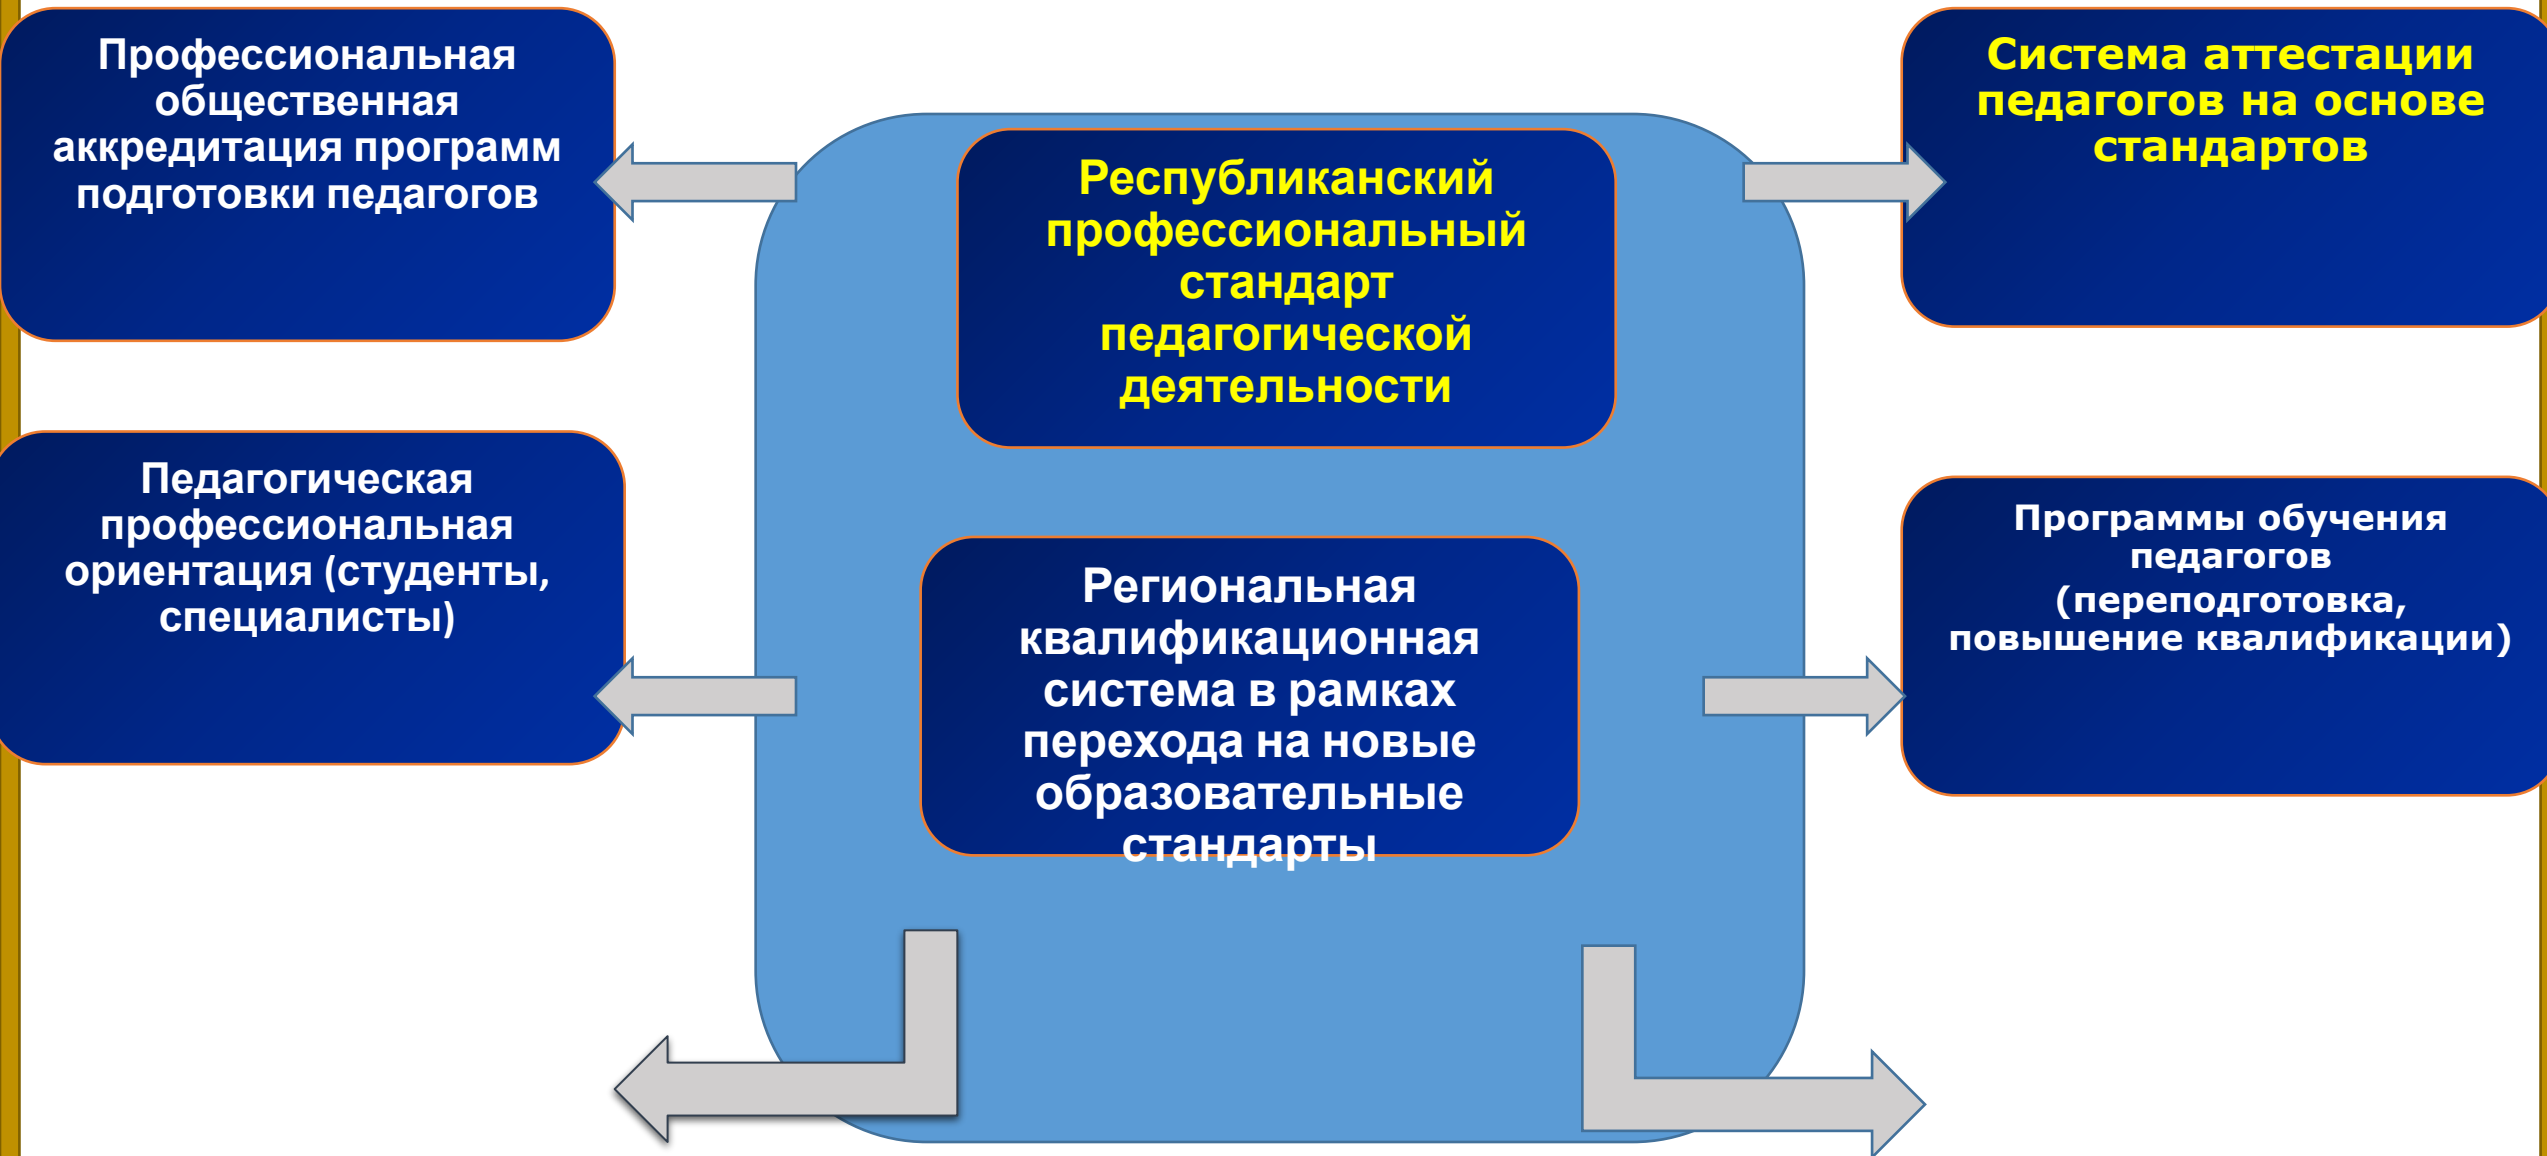 Профессиональная
общественная
аккредитация программ
подготовки педагогов
Республиканский
профессиональный
стандарт
педагогической
деятельности
Система аттестации
педагогов на основе
стандартов
Педагогическая
профессиональная
ориентация (студенты,
специалисты)
Региональная
квалификационная
система в рамках
перехода на новые
образовательные
стандарты
Программы обучения
педагогов
(переподготовка,
повышение квалификации)